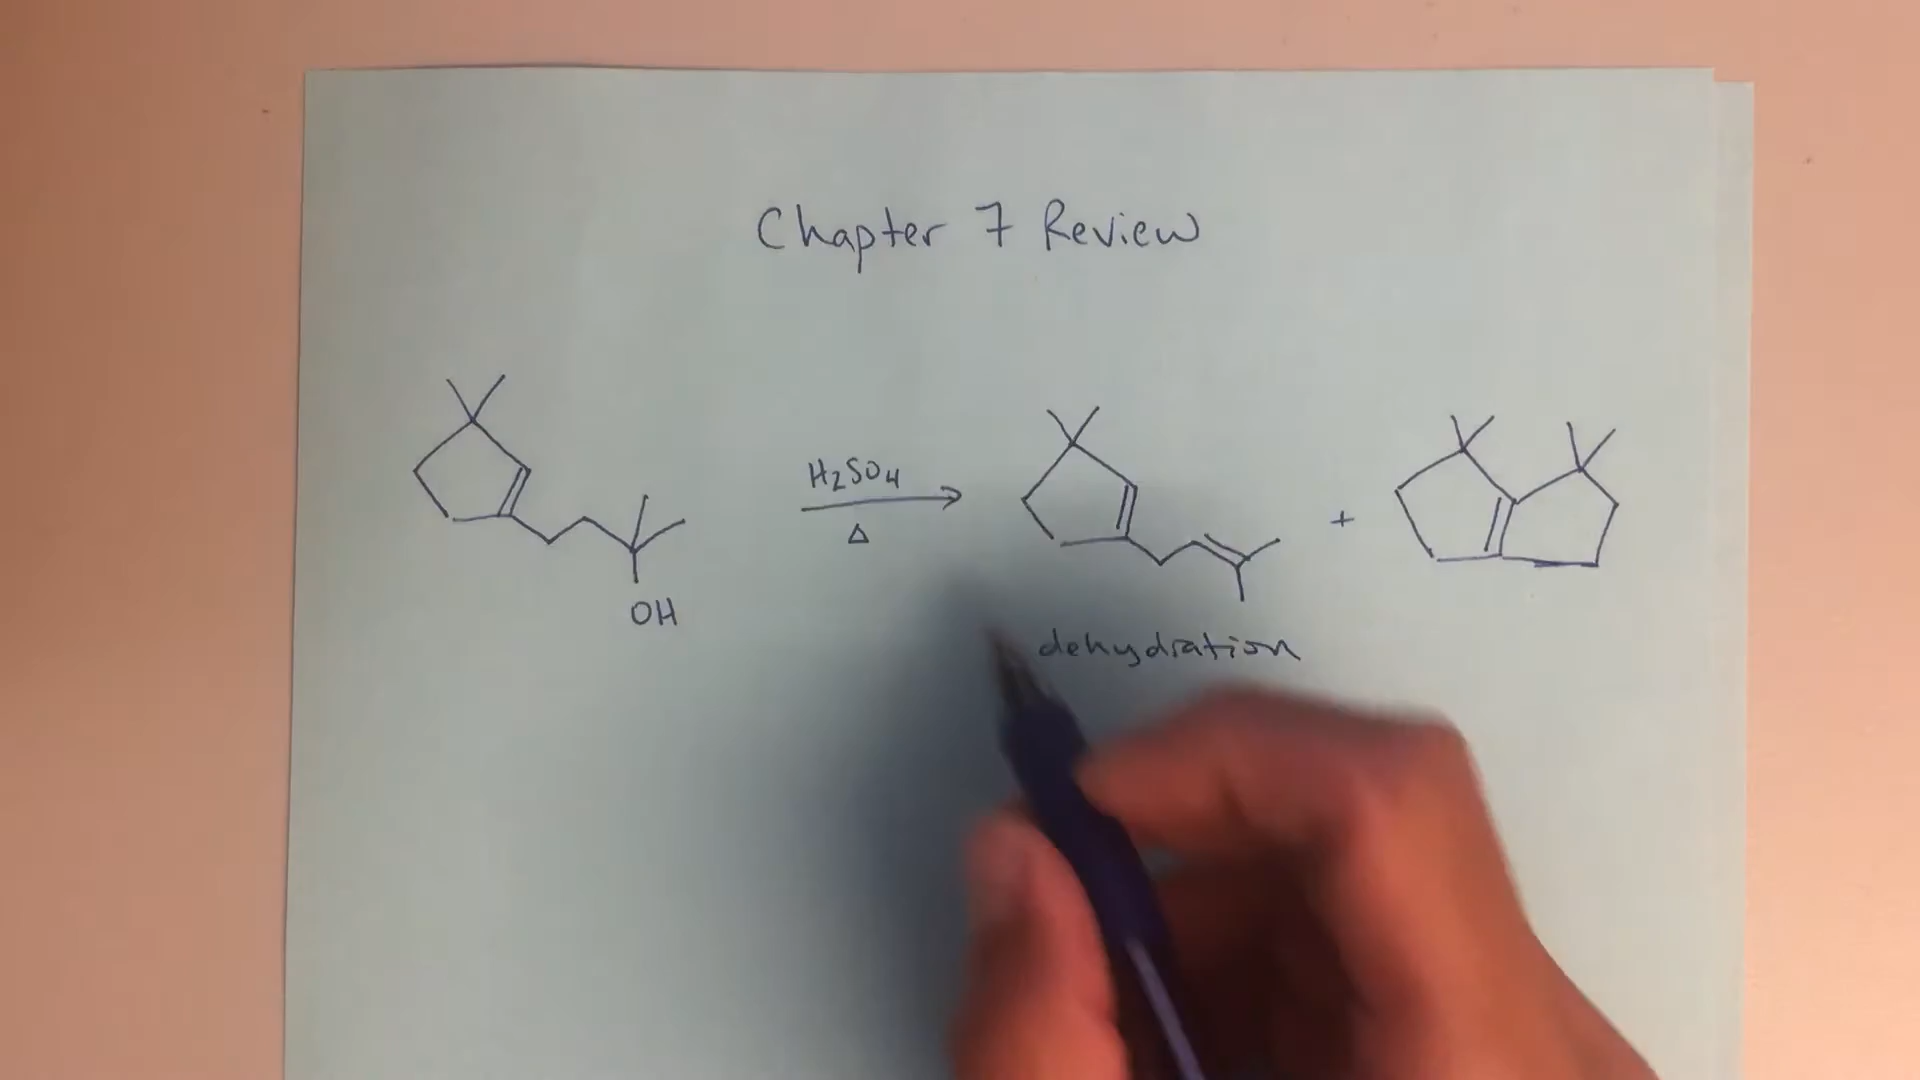 Chapter 7 Review
H₂SO₄
Δ
+
OH
dehydration